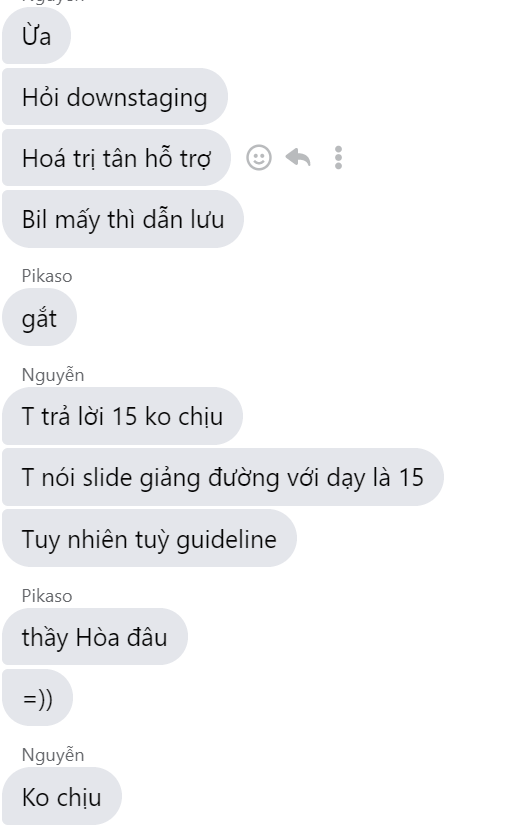 Nguyễn
Ừa
Hỏi downstaging
Hoá trị tân hỗ trợ
Bil mấy thì dẫn lưu
Pikaso
gắt
Nguyễn
T trả lời 15 ko chịu
T nói slide giảng đường với dạy là 15
Tuy nhiên tuỳ guideline
Pikaso
thầy Hòa đâu
=))
Nguyễn
Ko chịu